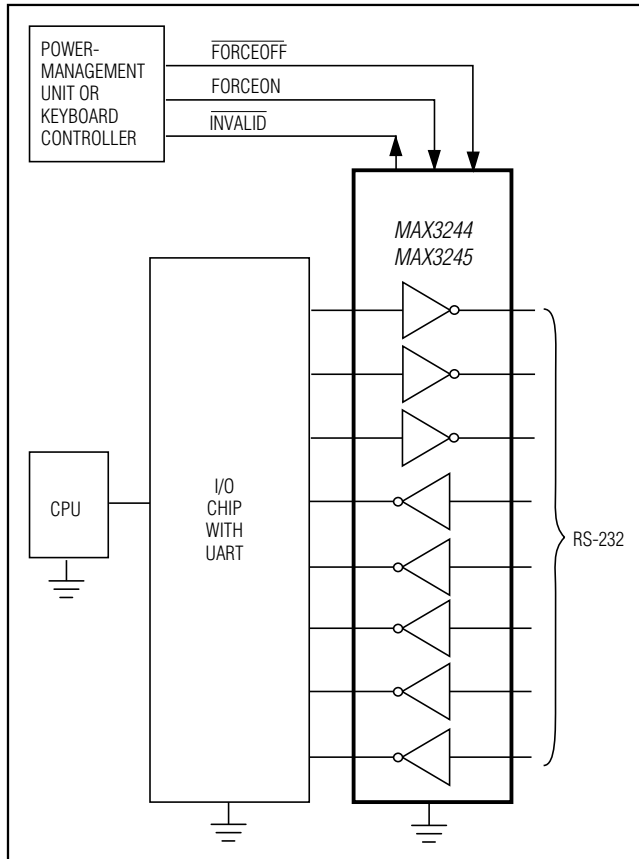 POWER-
MANAGEMENT
UNIT OR
KEYBOARD
CONTROLLER
FORCEOFF
FORCEON
INVALID
MAX3244
MAX3245
CPU
I/O
CHIP
WITH
UART
RS-232